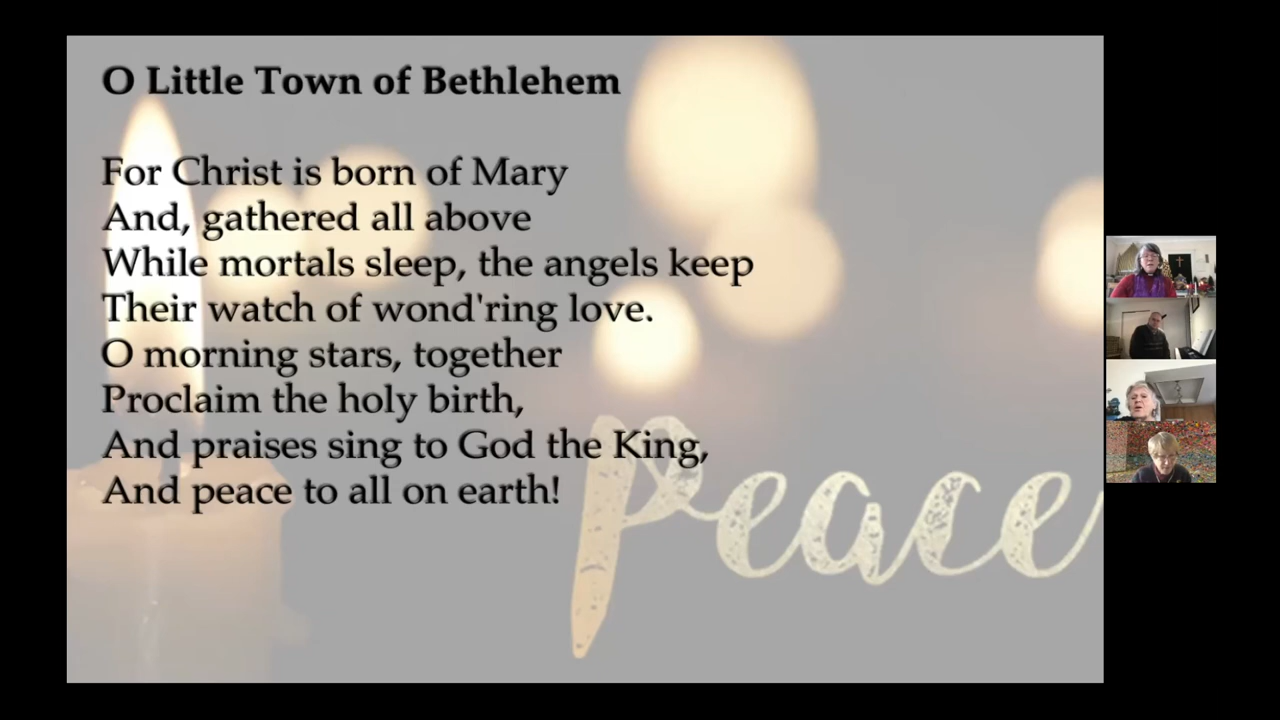 O Little Town of Bethlehem
For Christ is born of Mary
And, gathered all above
While mortals sleep, the angels keep
Their watch of wond'ring love.
O morning stars, together
Proclaim the holy birth,
And praises sing to God the King,
And peace to all on earth!
peace